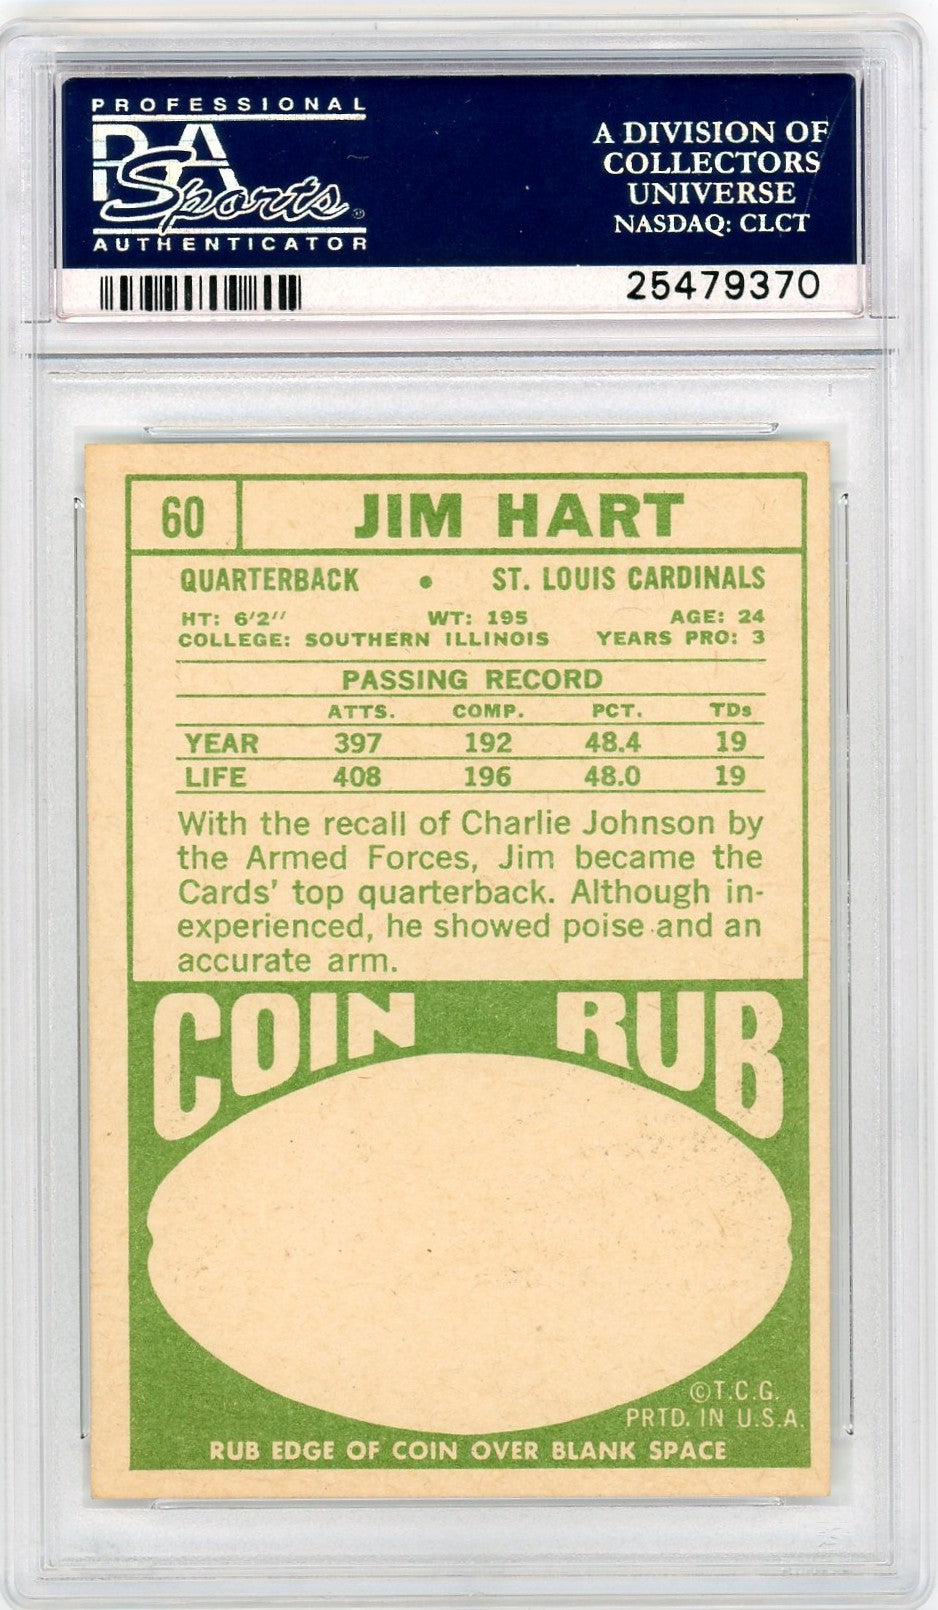 PROFESSIONAL
PSA
Sports
AUTHENTICATOR
A DIVISION OF
COLLECTORS
UNIVERSE
NASDAQ: CLCT
25479370
60 JIM HART
QUARTERBACK • ST. LOUIS CARDINALS
HT: 6'2" WT: 195 AGE: 24
COLLEGE: SOUTHERN ILLINOIS YEARS PRO: 3
PASSING RECORD
ATTS. COMP. PCT. TDs
YEAR 397 192 48.4 19
LIFE 408 196 48.0 19
With the recall of Charlie Johnson by
the Armed Forces, Jim became the
Cards' top quarterback. Although in-
experienced, he showed poise and an
accurate arm.
COIN RUB
©T.C.G.
PRTD. IN U.S.A.
RUB EDGE OF COIN OVER BLANK SPACE